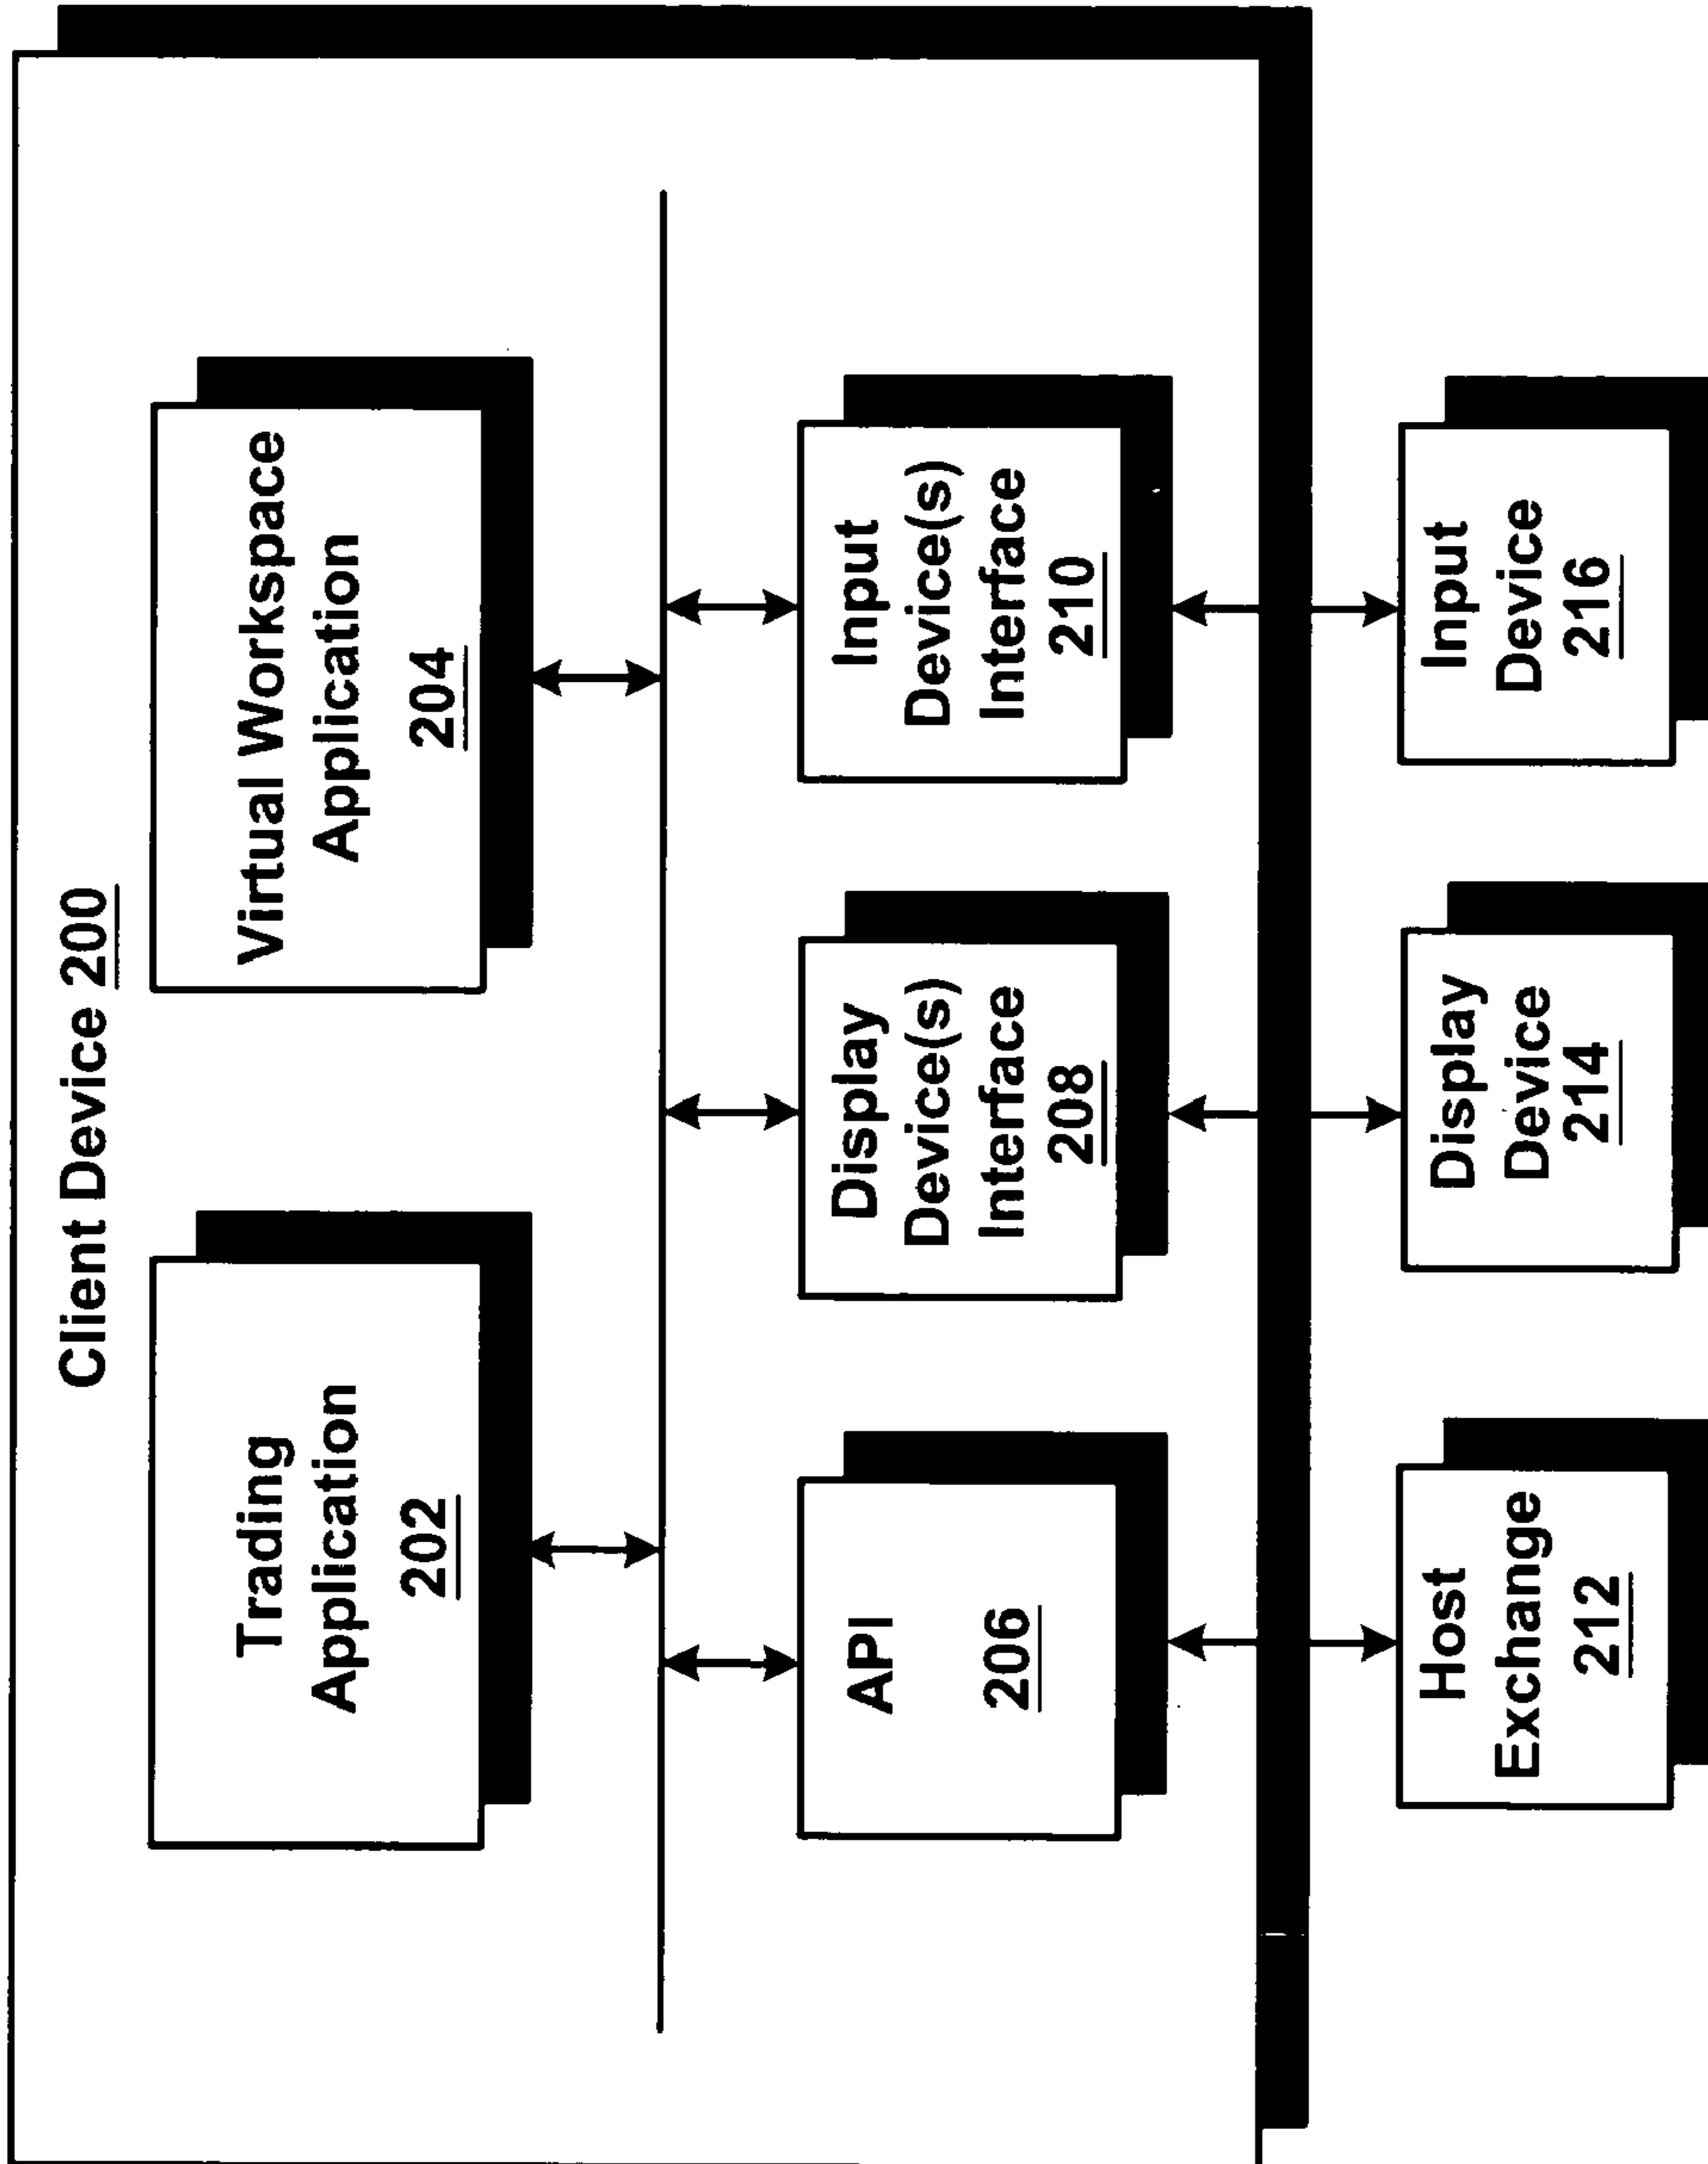 Client Device 200
Trading
Application
202
Virtual Workspace
Application
204
API
206
Display
Device(s)
Interface
208
Input
Device(s)
Interface
210
Host
Exchange
212
Display
Device
214
Input
Device
216